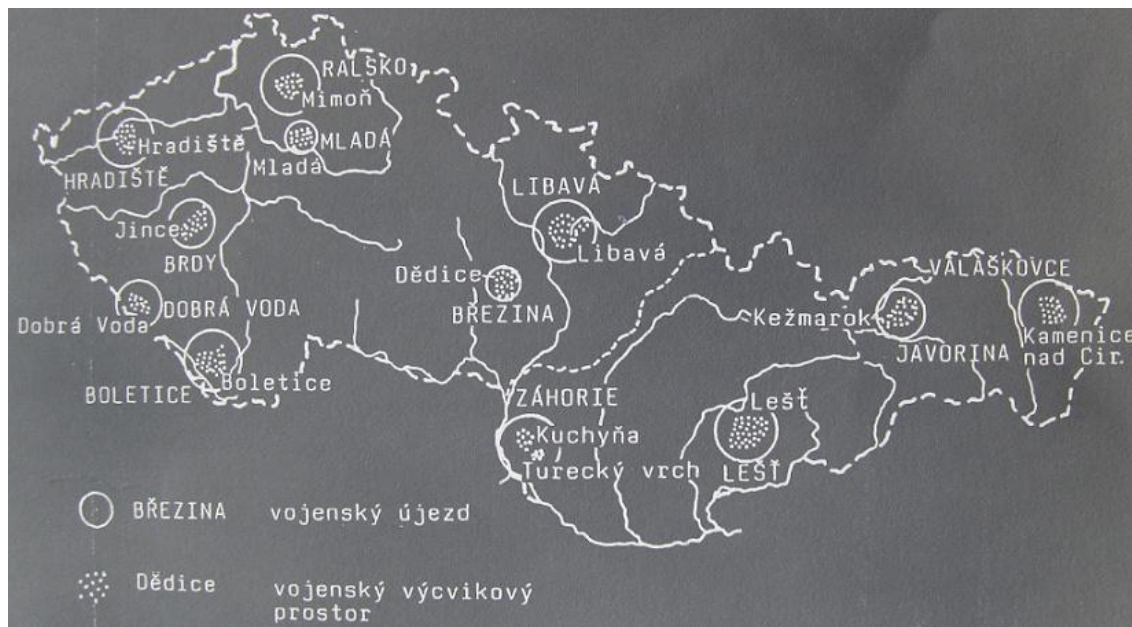 RALSKO
Mimoň
Hradiště
MLADÁ
Mladá
HRADIŠTĚ
LIBAVÁ
Jince
Libavá
BRDY
Dědice
VALAŠKOVCE
DOBRÁ VODA
BŘEZINA
Kežmarok
Dobrá Voda
Kamenice
nad Cir.
JAVORINA
Boletice
BOLETICE
ZÁHORIE
Lešť
Kuchyňa
Turecký vrch
LEŠŤ
BŘEZINA vojenský újezd
Dědice vojenský výcvikový
prostor